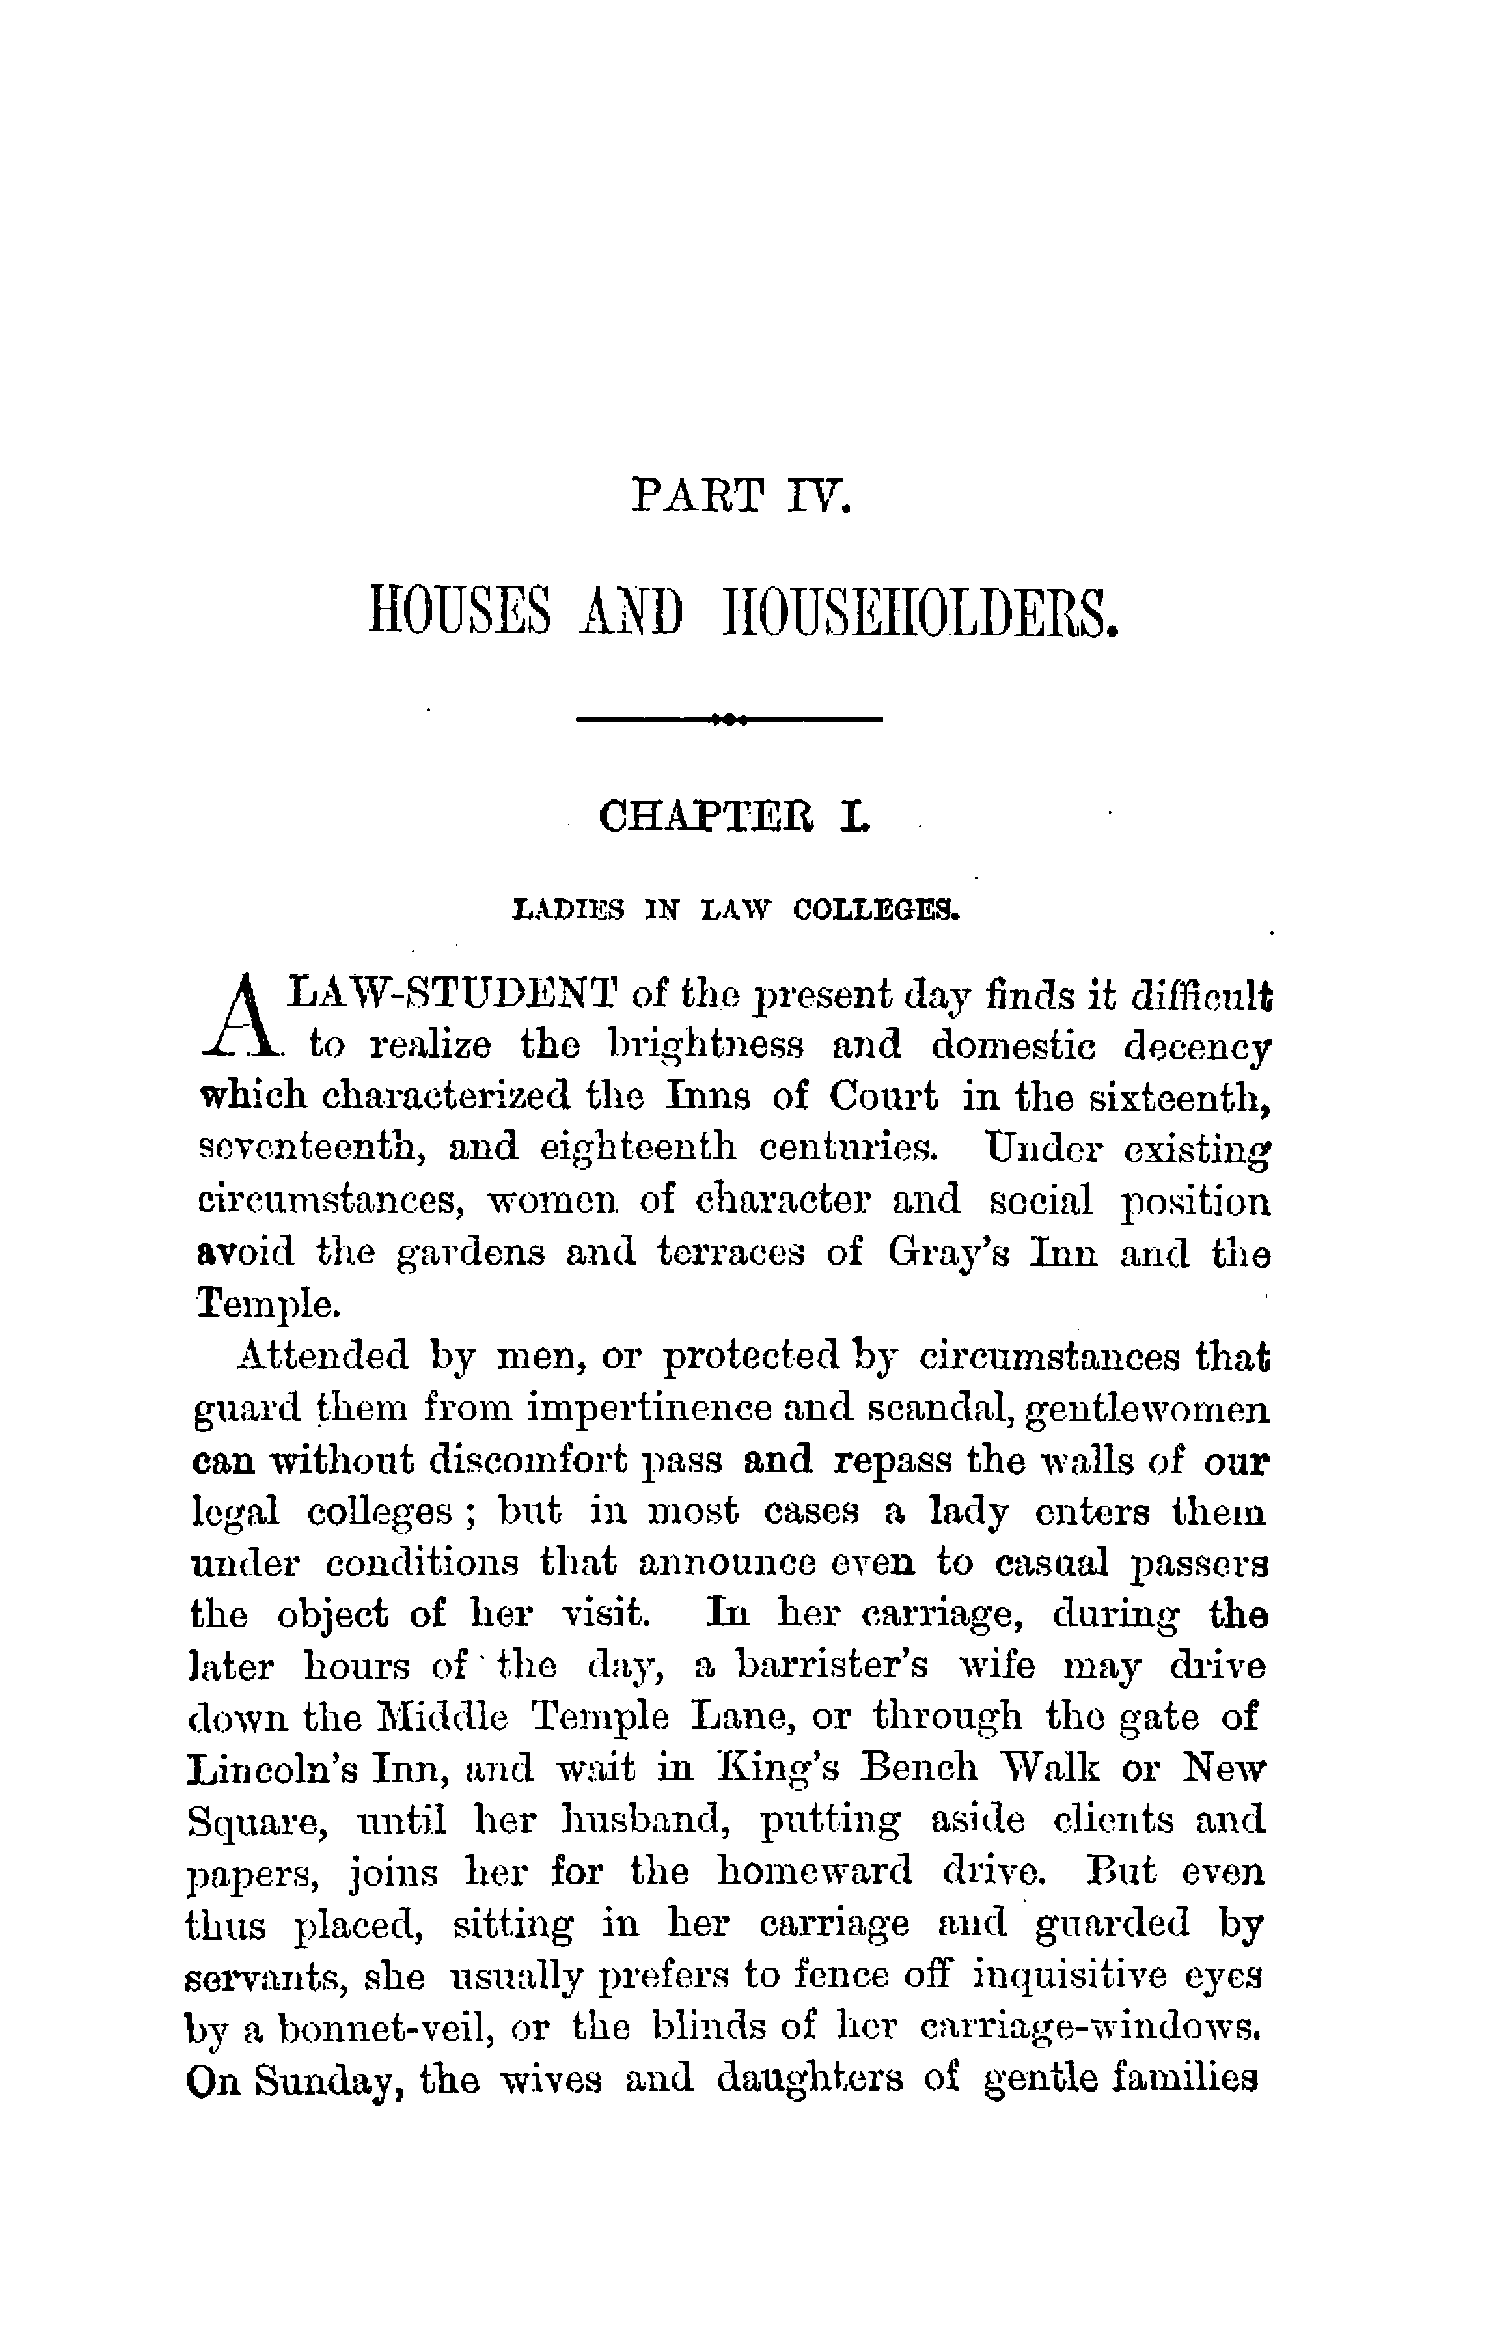 PART IV.
HOUSES AND HOUSEHOLDERS.
CHAPTER I.
LADIES IN LAW COLLEGES.
A LAW-STUDENT of the present day finds it difficult
to realize the brightness and domestic decency
which characterized the Inns of Court in the sixteenth,
seventeenth, and eighteenth centuries. Under existing
circumstances, women of character and social position
avoid the gardens and terraces of Gray's Inn and the
Temple.
Attended by men, or protected by circumstances that
guard them from impertinence and scandal, gentlewomen
can without discomfort pass and repass the walls of our
legal colleges ; but in most cases a lady enters them
under conditions that announce even to casual passers
the object of her visit. In her carriage, during the
later hours of the day, a barrister's wife may drive
down the Middle Temple Lane, or through the gate of
Lincoln's Inn, and wait in King's Bench Walk or New
Square, until her husband, putting aside clients and
papers, joins her for the homeward drive. But even
thus placed, sitting in her carriage and guarded by
servants, she usually prefers to fence off inquisitive eyes
by a bonnet-veil, or the blinds of her carriage-windows.
On Sunday, the wives and daughters of gentle families